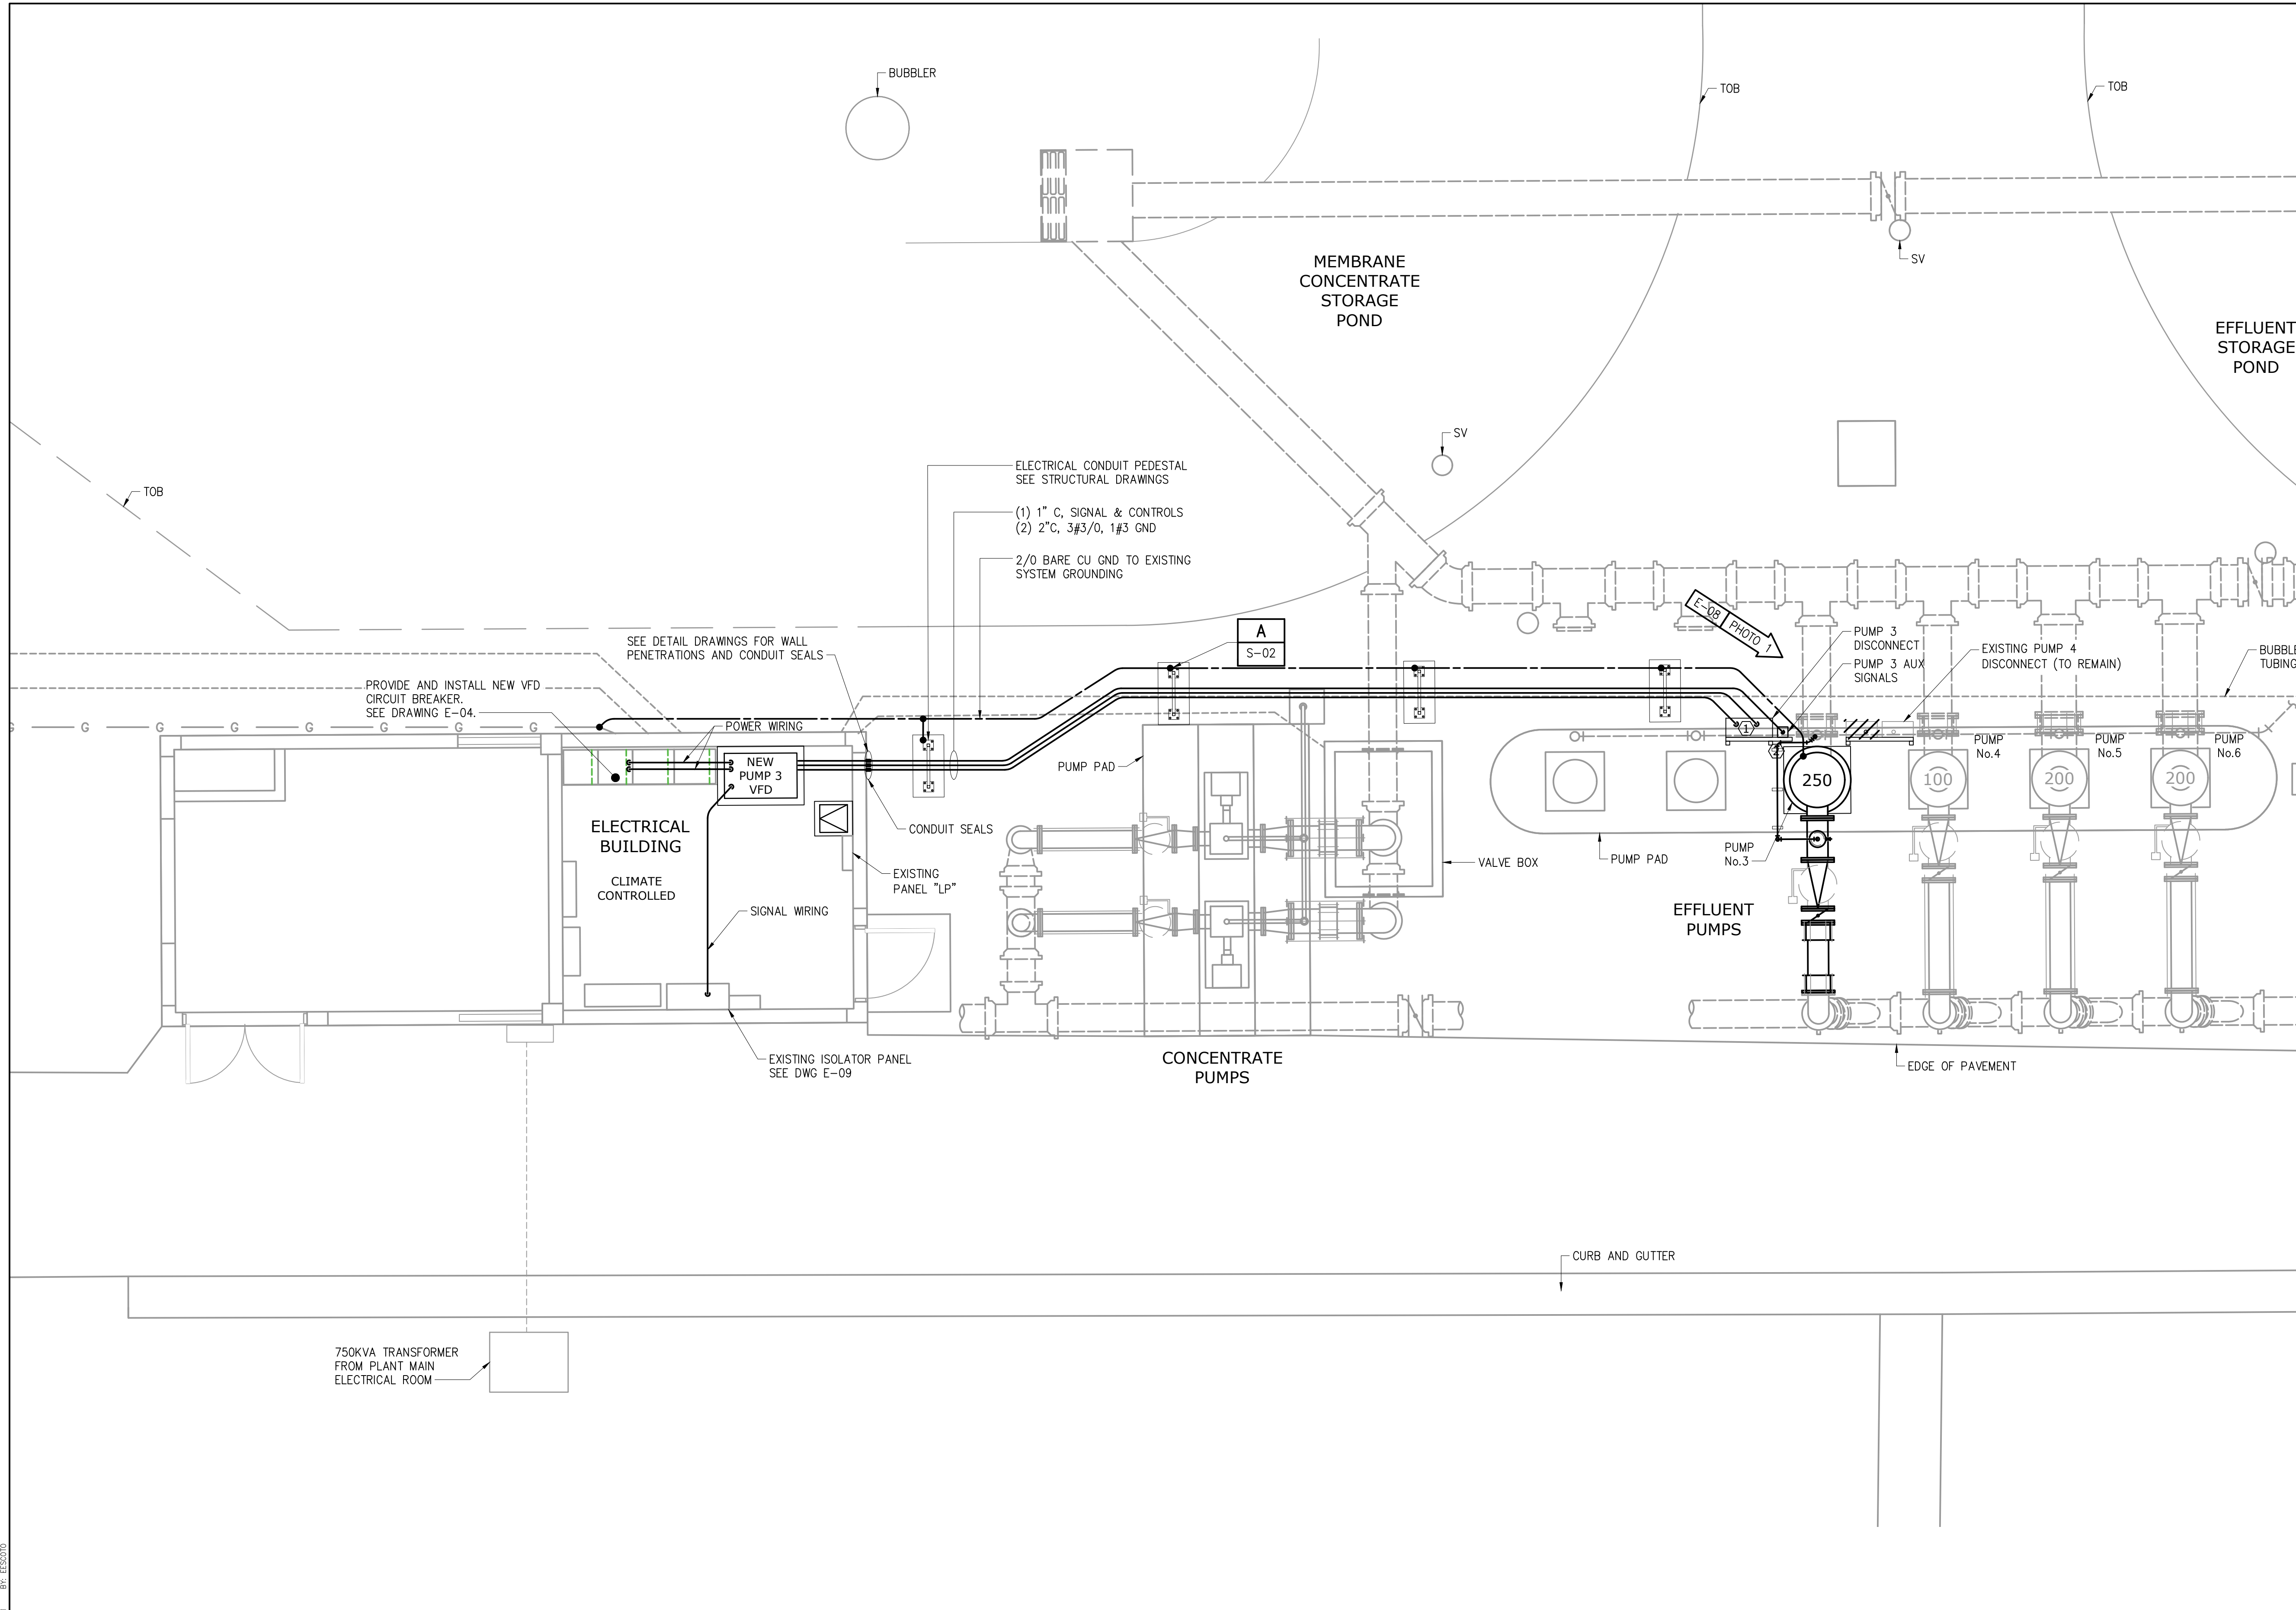 BUBBLER
TOB
TOB
SV
MEMBRANE
CONCENTRATE
STORAGE
POND
EFFLUENT
STORAGE
POND
SV
TOB
ELECTRICAL CONDUIT PEDESTAL
SEE STRUCTURAL DRAWINGS
(1) 1" C, SIGNAL & CONTROLS
(2) 2"C, 3#3/0, 1#3 GND
2/0 BARE CU GND TO EXISTING
SYSTEM GROUNDING
SEE DETAIL DRAWINGS FOR WALL
PENETRATIONS AND CONDUIT SEALS
A
S-02
E-08 PHOTO 1
PUMP 3
DISCONNECT
PUMP 3 AUX
SIGNALS
EXISTING PUMP 4
DISCONNECT (TO REMAIN)
TUBING
PROVIDE AND INSTALL NEW VFD
CIRCUIT BREAKER.
SEE DRAWING E-04.
G G G G G G G
POWER WIRING
NEW
PUMP 3
VFD
PUMP PAD
1
2
PUMP
No.4
PUMP
No.5
PUMP
No.6
250
100
200
200
ELECTRICAL
BUILDING
CLIMATE
CONTROLLED
CONDUIT SEALS
EXISTING
PANEL "LP"
VALVE BOX
PUMP PAD
PUMP
No.3
SIGNAL WIRING
EFFLUENT
PUMPS
EXISTING ISOLATOR PANEL
SEE DWG E-09
CONCENTRATE
PUMPS
EDGE OF PAVEMENT
CURB AND GUTTER
750KVA TRANSFORMER
FROM PLANT MAIN
ELECTRICAL ROOM
BY: EESCOTO